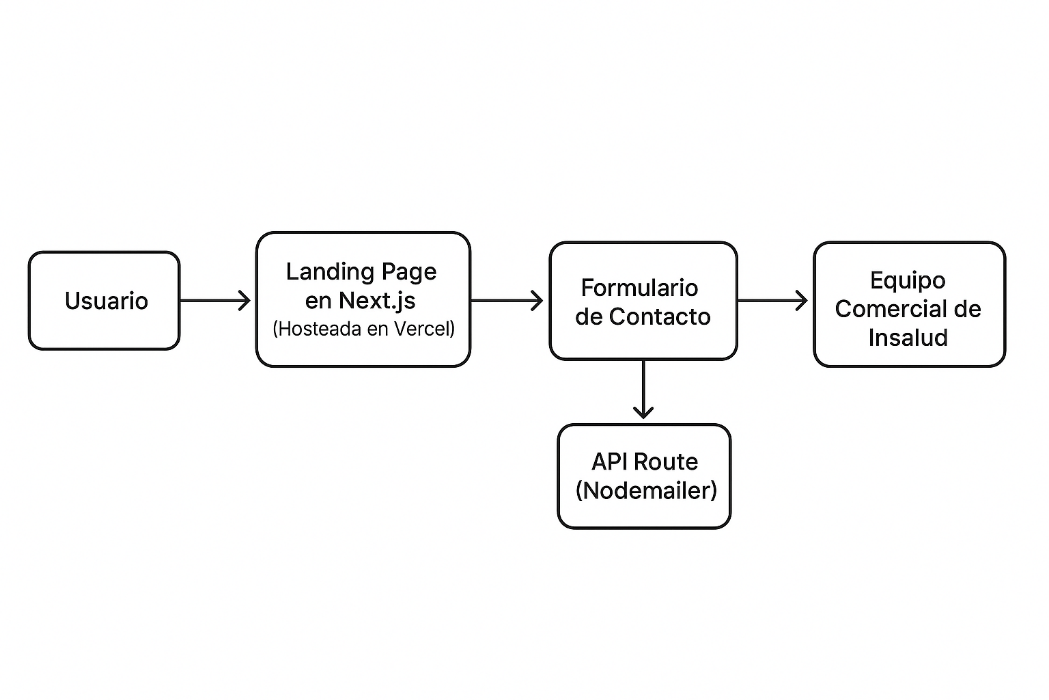 Usuario
Landing Page
en Next.js
(Hosteada en Vercel)
Formulario
de Contacto
Equipo
Comercial de
Insalud
API Route
(Nodemailer)